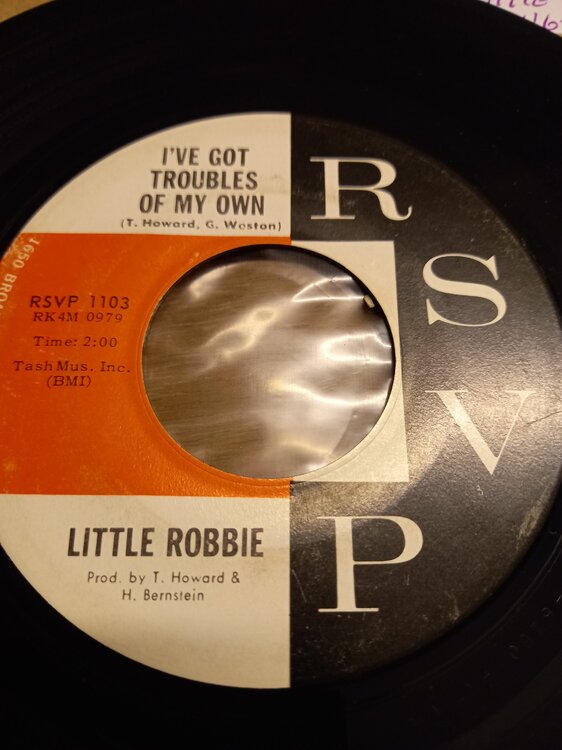 I'VE GOT
TROUBLES
OF MY OWN
(T. Howard, G. Weston)
RSVP 1103
RK4M 0979
Time: 2:00
Tash Mus. Inc.
(BMI)
LITTLE ROBBIE
Prod. by T. Howard &
H. Bernstein
R
S
V
P
1650